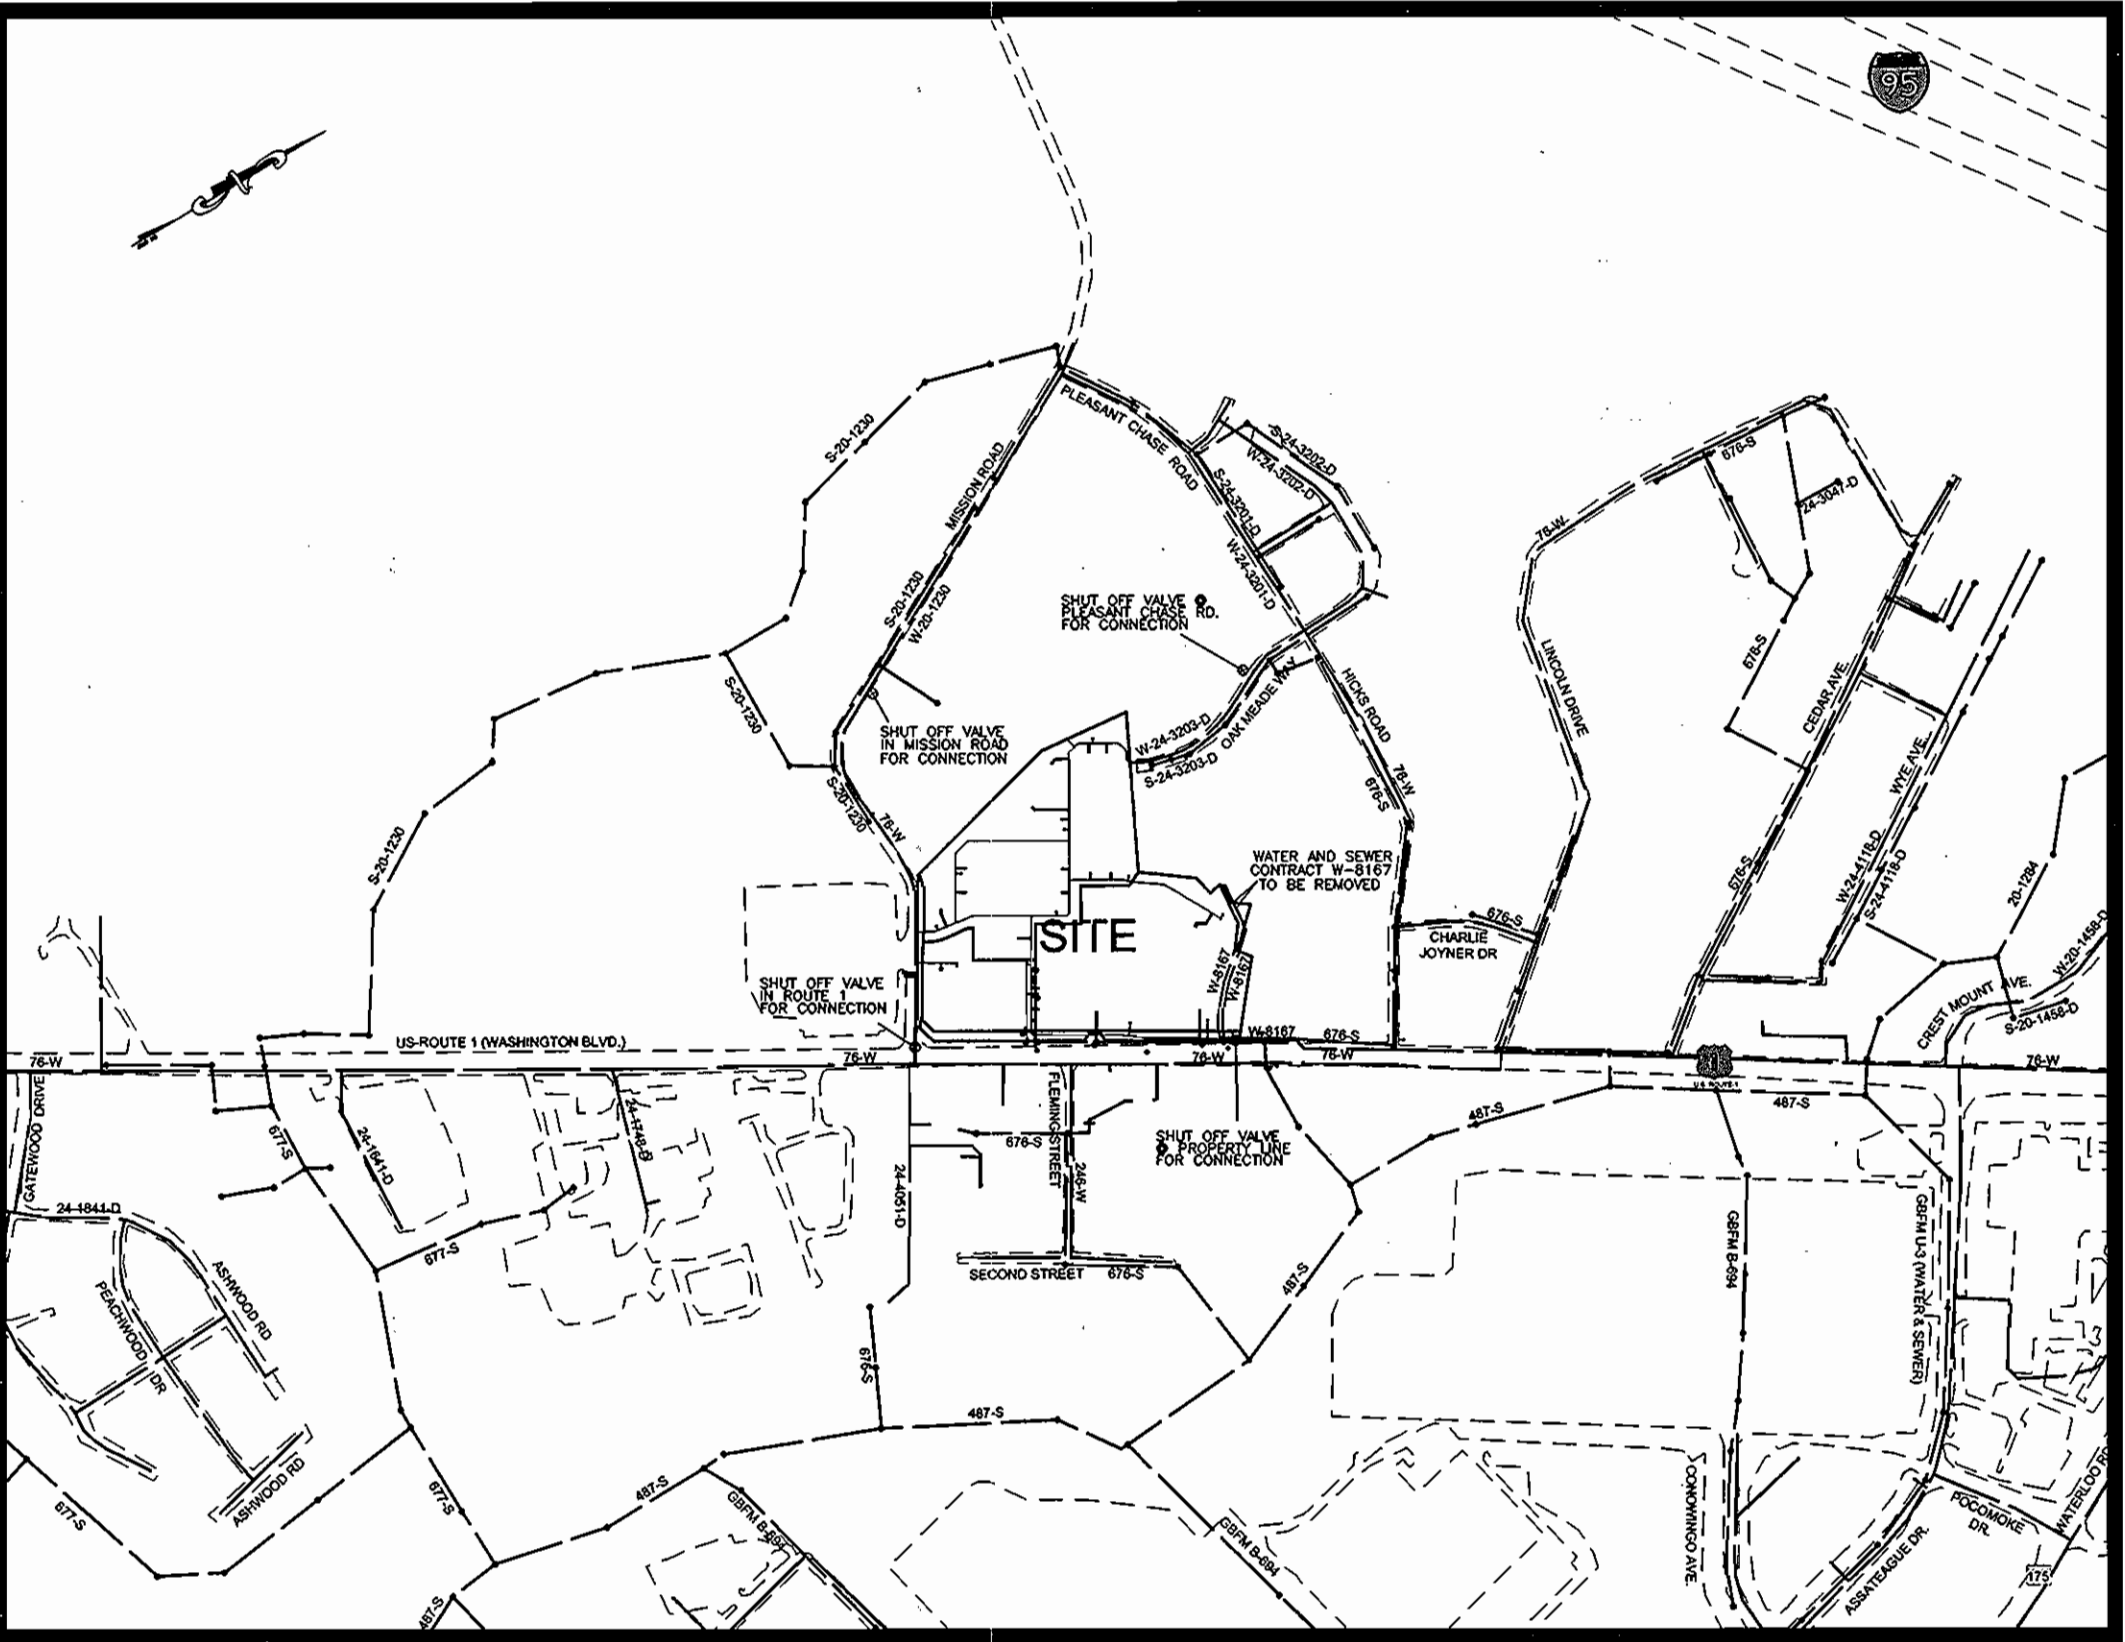 95
S-20-1230
MISSION ROAD
PLEASANT CHASE ROAD
S-24-3202-D
W-24-3202-D
S-24-3201-D
W-24-3201-D
676-S
24-3047-D
76-W
S-20-1230
W-20-1230
SHUT OFF VALVE @
PLEASANT CHASE RD.
FOR CONNECTION
S-20-1230
SHUT OFF VALVE
IN MISSION ROAD
FOR CONNECTION
W-24-3203-D
S-24-3203-D
OAK MEADE WAY
HICKS ROAD
LINCOLN DRIVE
676-S
CEDAR AVE.
WYE AVE.
S-20-1230
76-W
76-W
676-S
S-20-1230
WATER AND SEWER
CONTRACT W-8167
TO BE REMOVED
676-S
W-24-4118-D
S-24-4118-D
20-1284
SITE
676-S
CHARLIE
JOYNER DR
W-8167
W-8167
W-20-1458-D
SHUT OFF VALVE
IN ROUTE 1
FOR CONNECTION
CREST MOUNT AVE.
S-20-1458-D
US-ROUTE 1 (WASHINGTON BLVD.)
W-8167
676-S
76-W
76-W
76-W
76-W
1
U.S. ROUTE-1
76-W
GATEWOOD DRIVE
677-S
24-1641-D
24-1748-D
24-4051-D
676-S
FLEMING STREET
246-W
SHUT OFF VALVE
@ PROPERTY LINE
FOR CONNECTION
487-S
487-S
24-1841-D
677-S
ASHWOOD RD
PEACHWOOD DR
SECOND STREET
676-S
487-S
GBFM B-694
GBFM U-3 (WATER & SEWER)
676-S
487-S
ASHWOOD RD
677-S
677-S
487-S
GBFM B-694
GBFM B-694
CONOWINGO AVE.
POCOMOKE
DR.
WATERLOO RD
ASSATEAGUE DR.
175
487-S